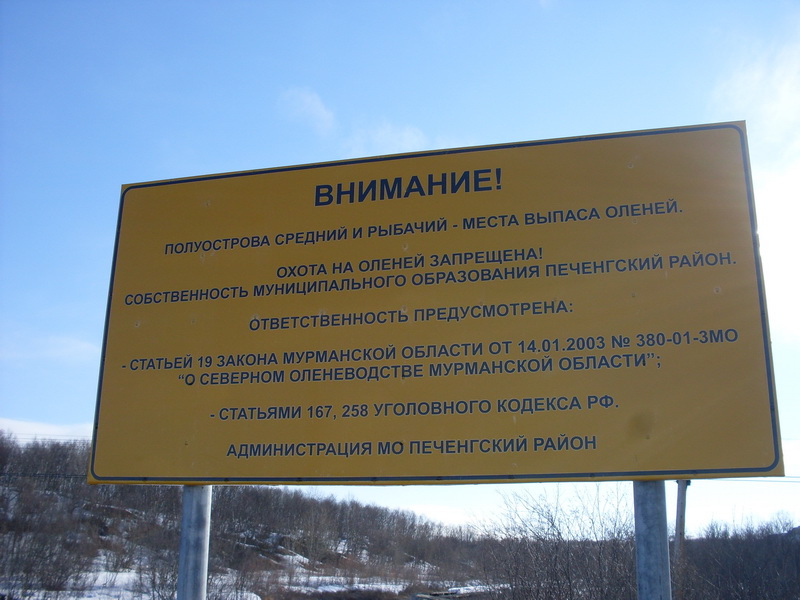 ВНИМАНИЕ!
ПОЛУОСТРОВА СРЕДНИЙ И РЫБАЧИЙ - МЕСТА ВЫПАСА ОЛЕНЕЙ.
ОХОТА НА ОЛЕНЕЙ ЗАПРЕЩЕНА!
СОБСТВЕННОСТЬ МУНИЦИПАЛЬНОГО ОБРАЗОВАНИЯ ПЕЧЕНГСКИЙ РАЙОН.
ОТВЕТСТВЕННОСТЬ ПРЕДУСМОТРЕНА:
- СТАТЬЕЙ 19 ЗАКОНА МУРМАНСКОЙ ОБЛАСТИ ОТ 14.01.2003 № 380-01-ЗМО
“О СЕВЕРНОМ ОЛЕНЕВОДСТВЕ МУРМАНСКОЙ ОБЛАСТИ”;
- СТАТЬЯМИ 167, 258 УГОЛОВНОГО КОДЕКСА РФ.
АДМИНИСТРАЦИЯ МО ПЕЧЕНГСКИЙ РАЙОН